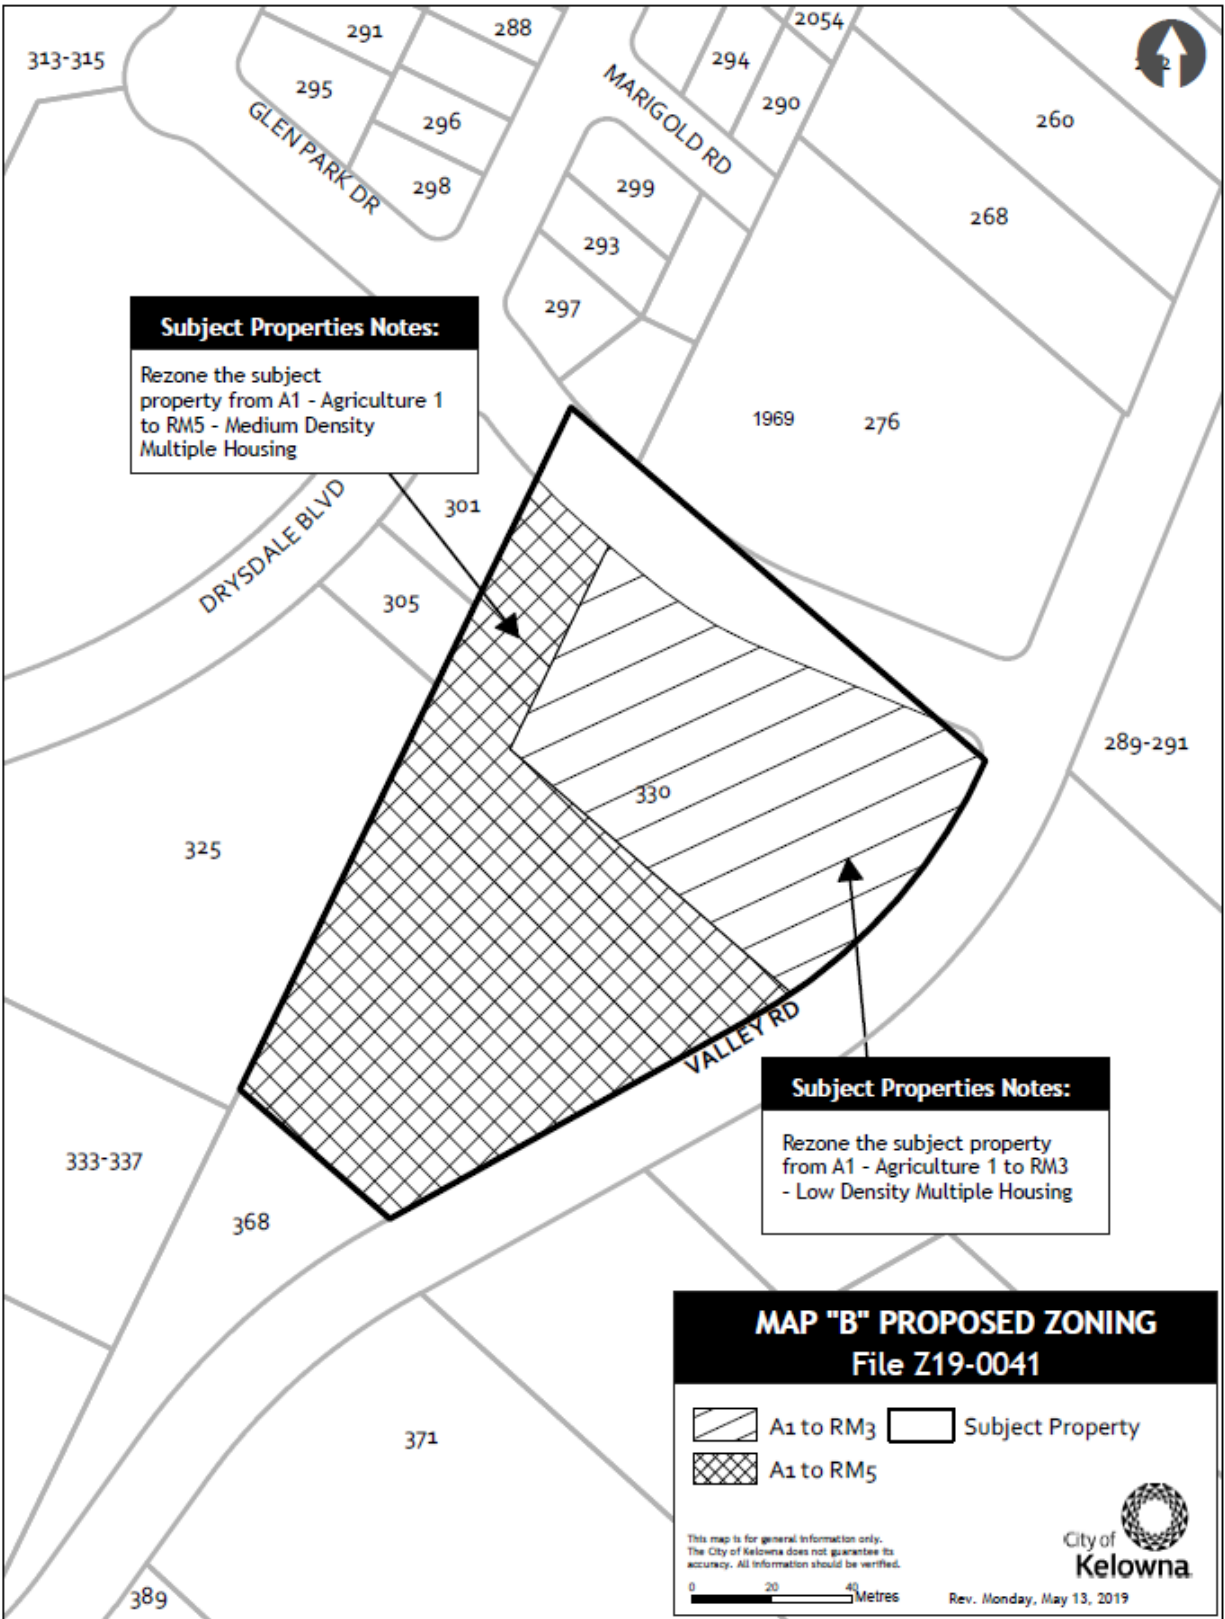 313-315
291
288
2054
295
294
290
296
260
GLEN PARK DR
MARIGOLD RD
298
299
268
293
297
Subject Properties Notes:
Rezone the subject
property from A1 - Agriculture 1
to RM5 - Medium Density
Multiple Housing
1969
276
301
DRYSDALE BLVD
305
289-291
330
325
VALLEY RD
Subject Properties Notes:
Rezone the subject property
from A1 - Agriculture 1 to RM3
- Low Density Multiple Housing
333-337
368
371
389
MAP "B" PROPOSED ZONING
File Z19-0041
A1 to RM3
Subject Property
A1 to RM5
This map is for general information only.
The City of Kelowna does not guarantee its
accuracy. All information should be verified.
City of
Kelowna
0 20 40 Metres
Rev. Monday, May 13, 2019